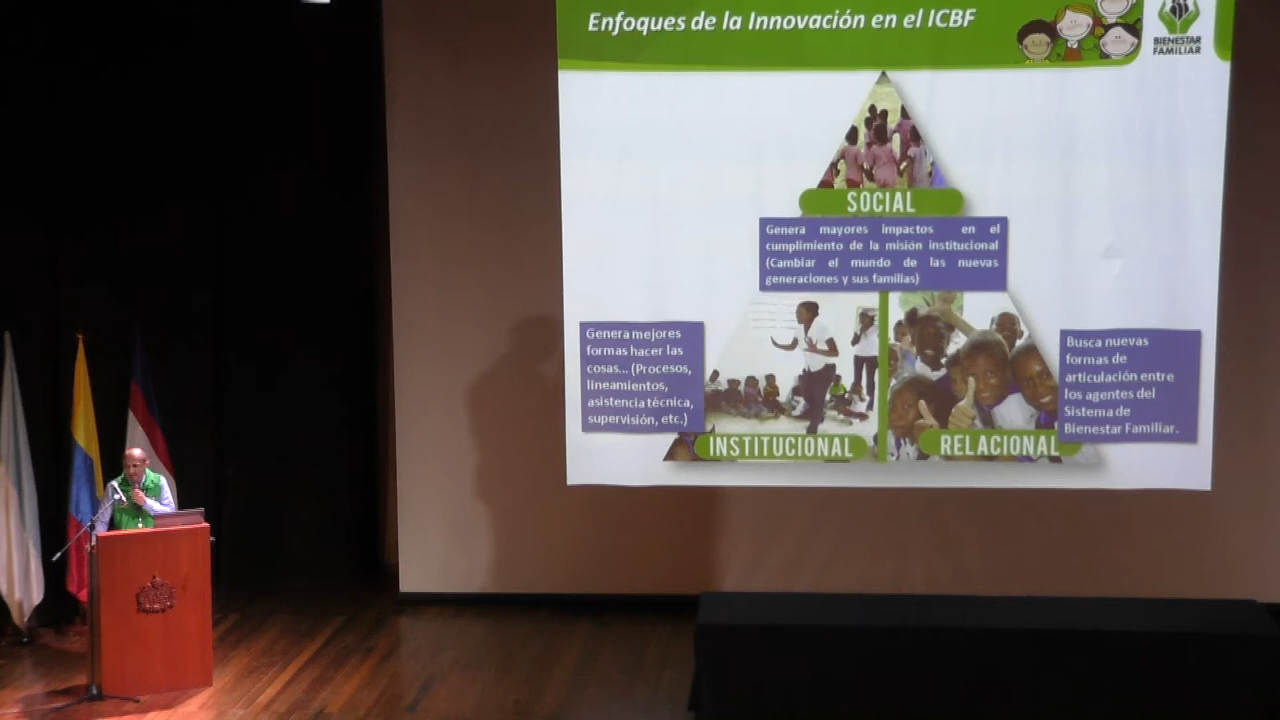 Enfoques de la Innovación en el ICBF
BIENESTAR
FAMILIAR
SOCIAL
Genera mayores impactos en el
cumplimiento de la misión institucional
(Cambiar el mundo de las nuevas
generaciones y sus familias)
Genera mejores
formas hacer las
cosas... (Procesos,
lineamientos,
asistencia técnica,
supervisión, etc.)
INSTITUCIONAL
RELACIONAL
Busca nuevas
formas de
articulación entre
los agentes del
Sistema de
Bienestar Familiar.